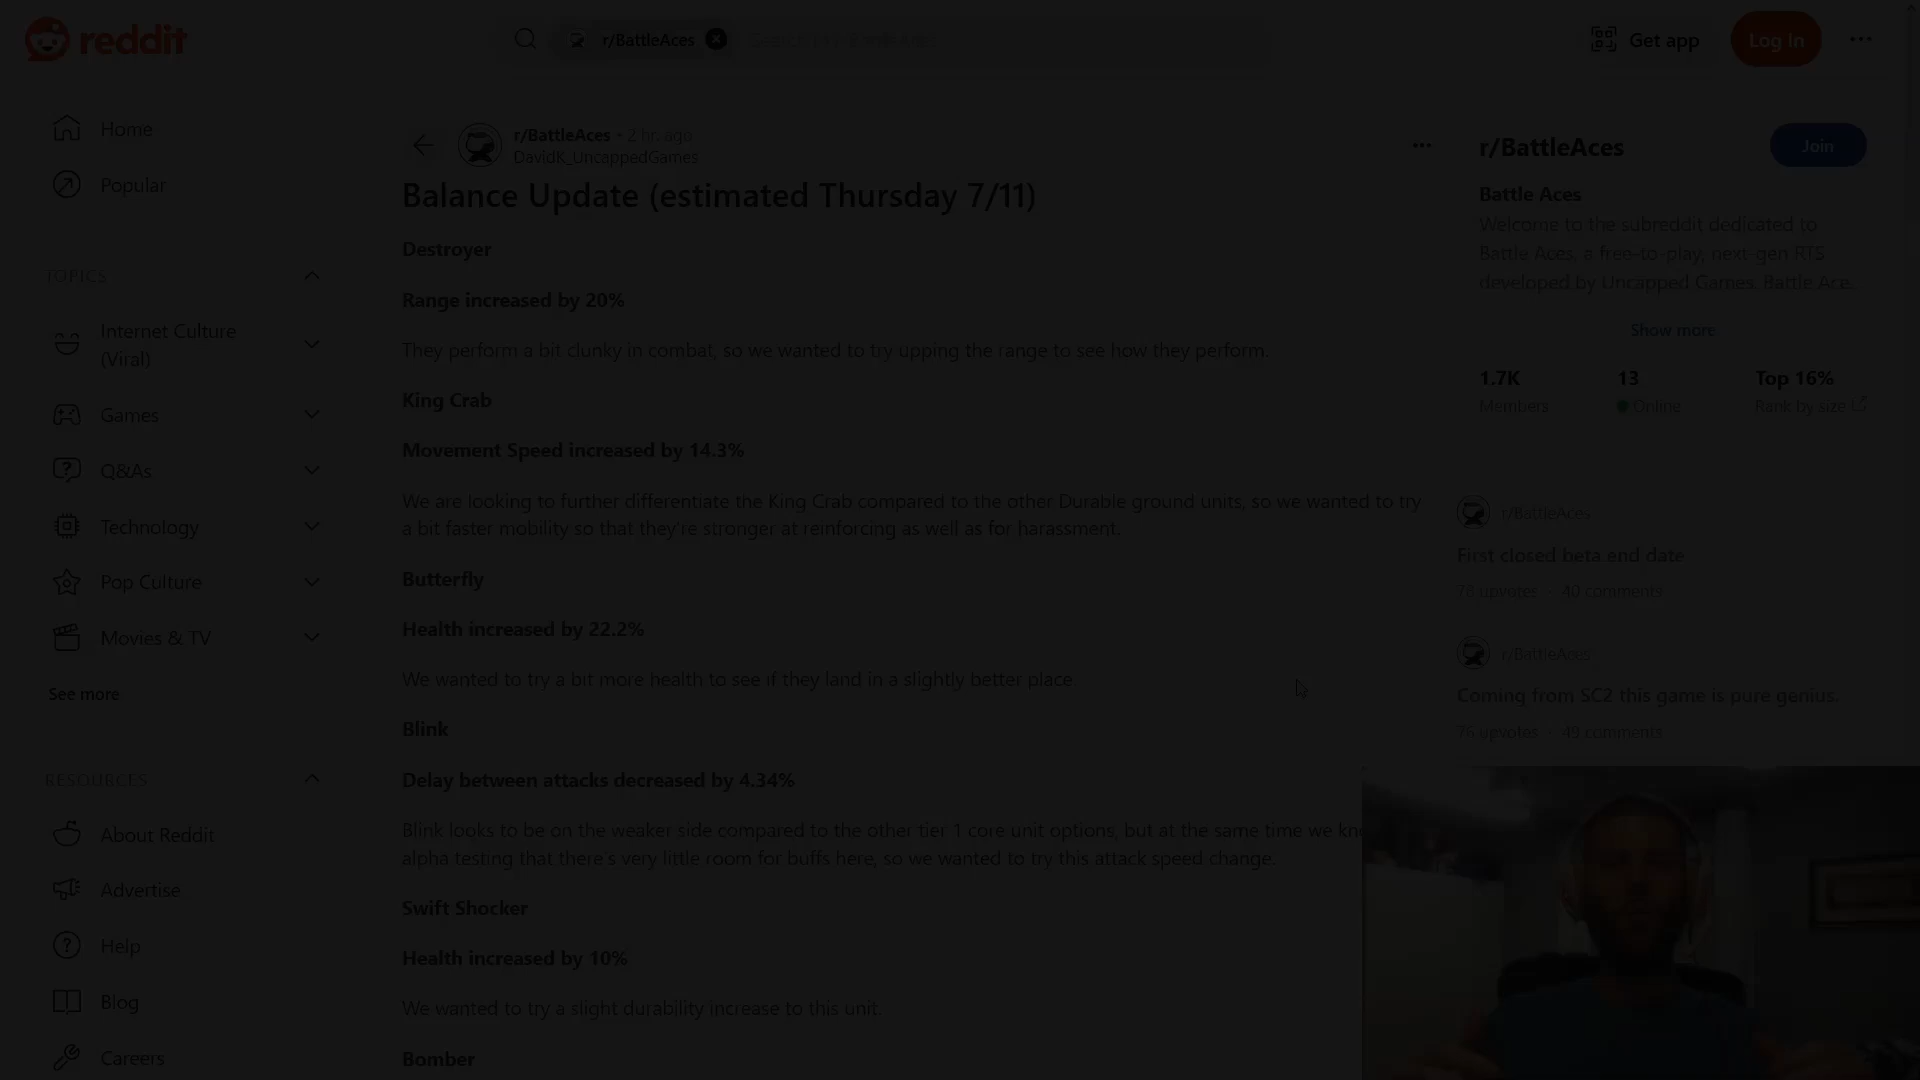 reddit
r/BattleAces
Get app
Log In
Home
Popular
TOPICS
Internet Culture
(Viral)
Games
Q&As
Technology
Pop Culture
Movies & TV
See more
RESOURCES
About Reddit
Advertise
Help
Blog
Careers
r/BattleAces • 2 hr. ago
DavidK_UncappedGames
Balance Update (estimated Thursday 7/11)
Destroyer
Range increased by 20%
They perform a bit clunky in combat, so we wanted to try upping the range to see how they perform.
King Crab
Movement Speed increased by 14.3%
We are looking to further differentiate the King Crab compared to the other Durable ground units, so we wanted to try
a bit faster mobility so that they're stronger at reinforcing as well as for harassment.
Butterfly
Health increased by 22.2%
We wanted to try a bit more health to see if they land in a slightly better place
Blink
Delay between attacks decreased by 4.34%
Blink looks to be on the weaker side compared to the other tier 1 core unit options, but at the same time we
alpha testing that there's very little room for buffs here, so we wanted to try this attack speed change.
Swift Shocker
Health increased by 10%
We wanted to try a slight durability increase to this unit.
Bomber
r/BattleAces
Join
Battle Aces
Welcome to the subreddit dedicated to
Battle Aces, a free-to-play, next-gen RTS
developed by Uncapped Games. Battle Ace...
Show more
1.7K
Members
13
Online
Top 16%
Rank by size
r/BattleAces
First closed beta end date
upvotes · 40 comments
r/BattleAces
Coming from SC2 this game is pure genius.
upvotes · 49 comments